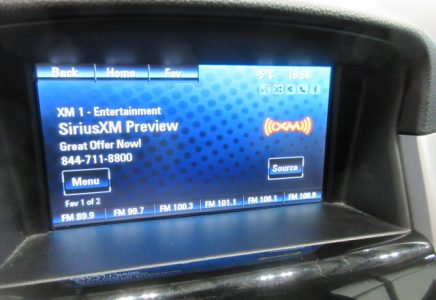 Back Home Fav
-5°C 16:58
XM 1 - Entertainment
SiriusXM Preview
Great Offer Now!
844-711-8800
((XM))
Menu
Source
Fav 1 of 2
FM 89.9 FM 99.7 FM 100.3 FM 101.1 FM 106.1 FM 106.9